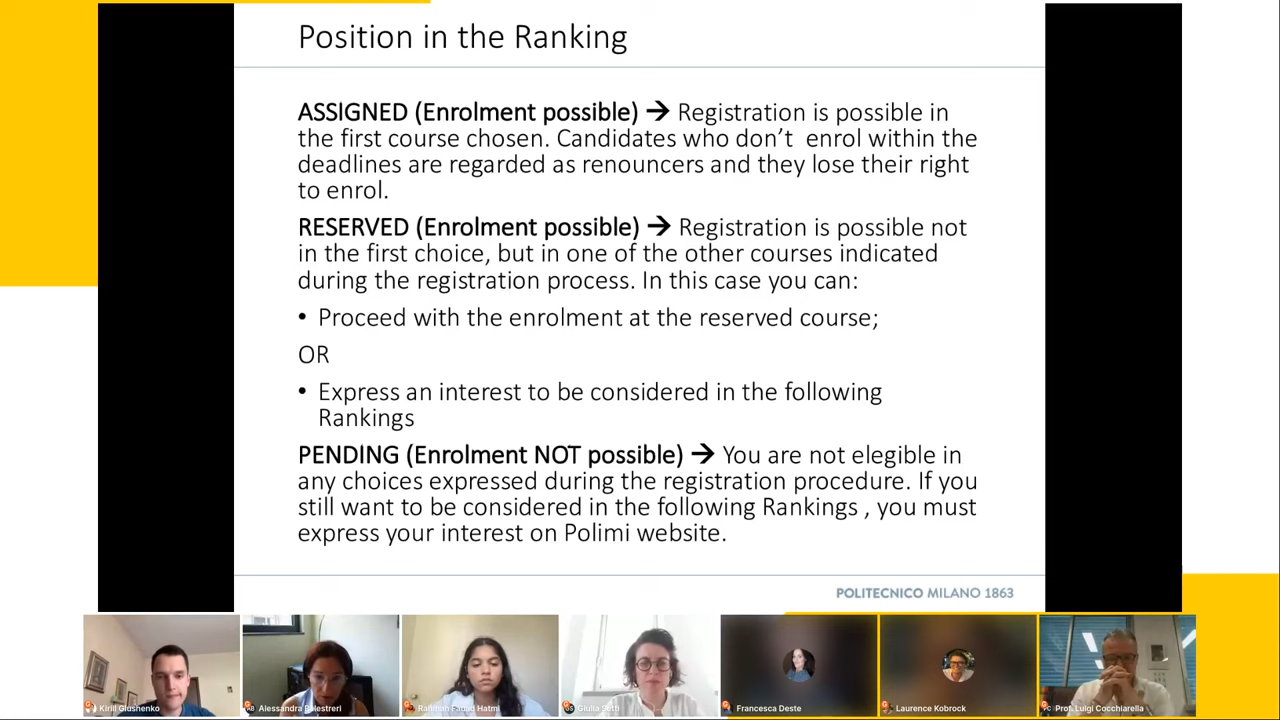 Position in the Ranking
ASSIGNED (Enrolment possible) → Registration is possible in
the first course chosen. Candidates who don’t enrol within the
deadlines are regarded as renouncers and they lose their right
to enrol.
RESERVED (Enrolment possible) → Registration is possible not
in the first choice, but in one of the other courses indicated
during the registration process. In this case you can:
• Proceed with the enrolment at the reserved course;
OR
• Express an interest to be considered in the following
Rankings
PENDING (Enrolment NOT possible) → You are not elegible in
any choices expressed during the registration procedure. If you
still want to be considered in the following Rankings , you must
express your interest on Polimi website.
POLITECNICO MILANO 1863
Kirill Glushenko
Alessandra Balestreri
Hatmi
Giulia
Francesca Deste
Laurence Kobrock
Prof. Luigi Cocchiarella